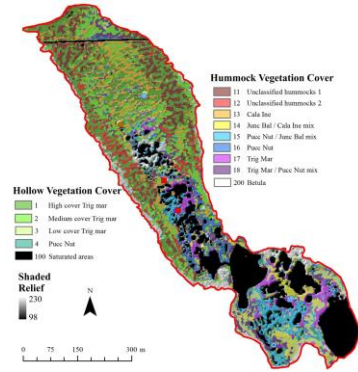 Hummock Vegetation Cover
11 Unclassified hummocks 1
12 Unclassified hummocks 2
13 Cala Ine
14 Junc Bal / Cala Ine mix
15 Pucc Nut / Junc Bal mix
16 Pucc Nut
17 Trig Mar
18 Trig Mar / Pucc Nut mix
200 Betula
Hollow Vegetation Cover
1 High cover Trig mar
2 Medium cover Trig mar
3 Low cover Trig mar
4 Pucc Nut
100 Saturated areas
Shaded
Relief
230
98
N
0 75 150 300 m